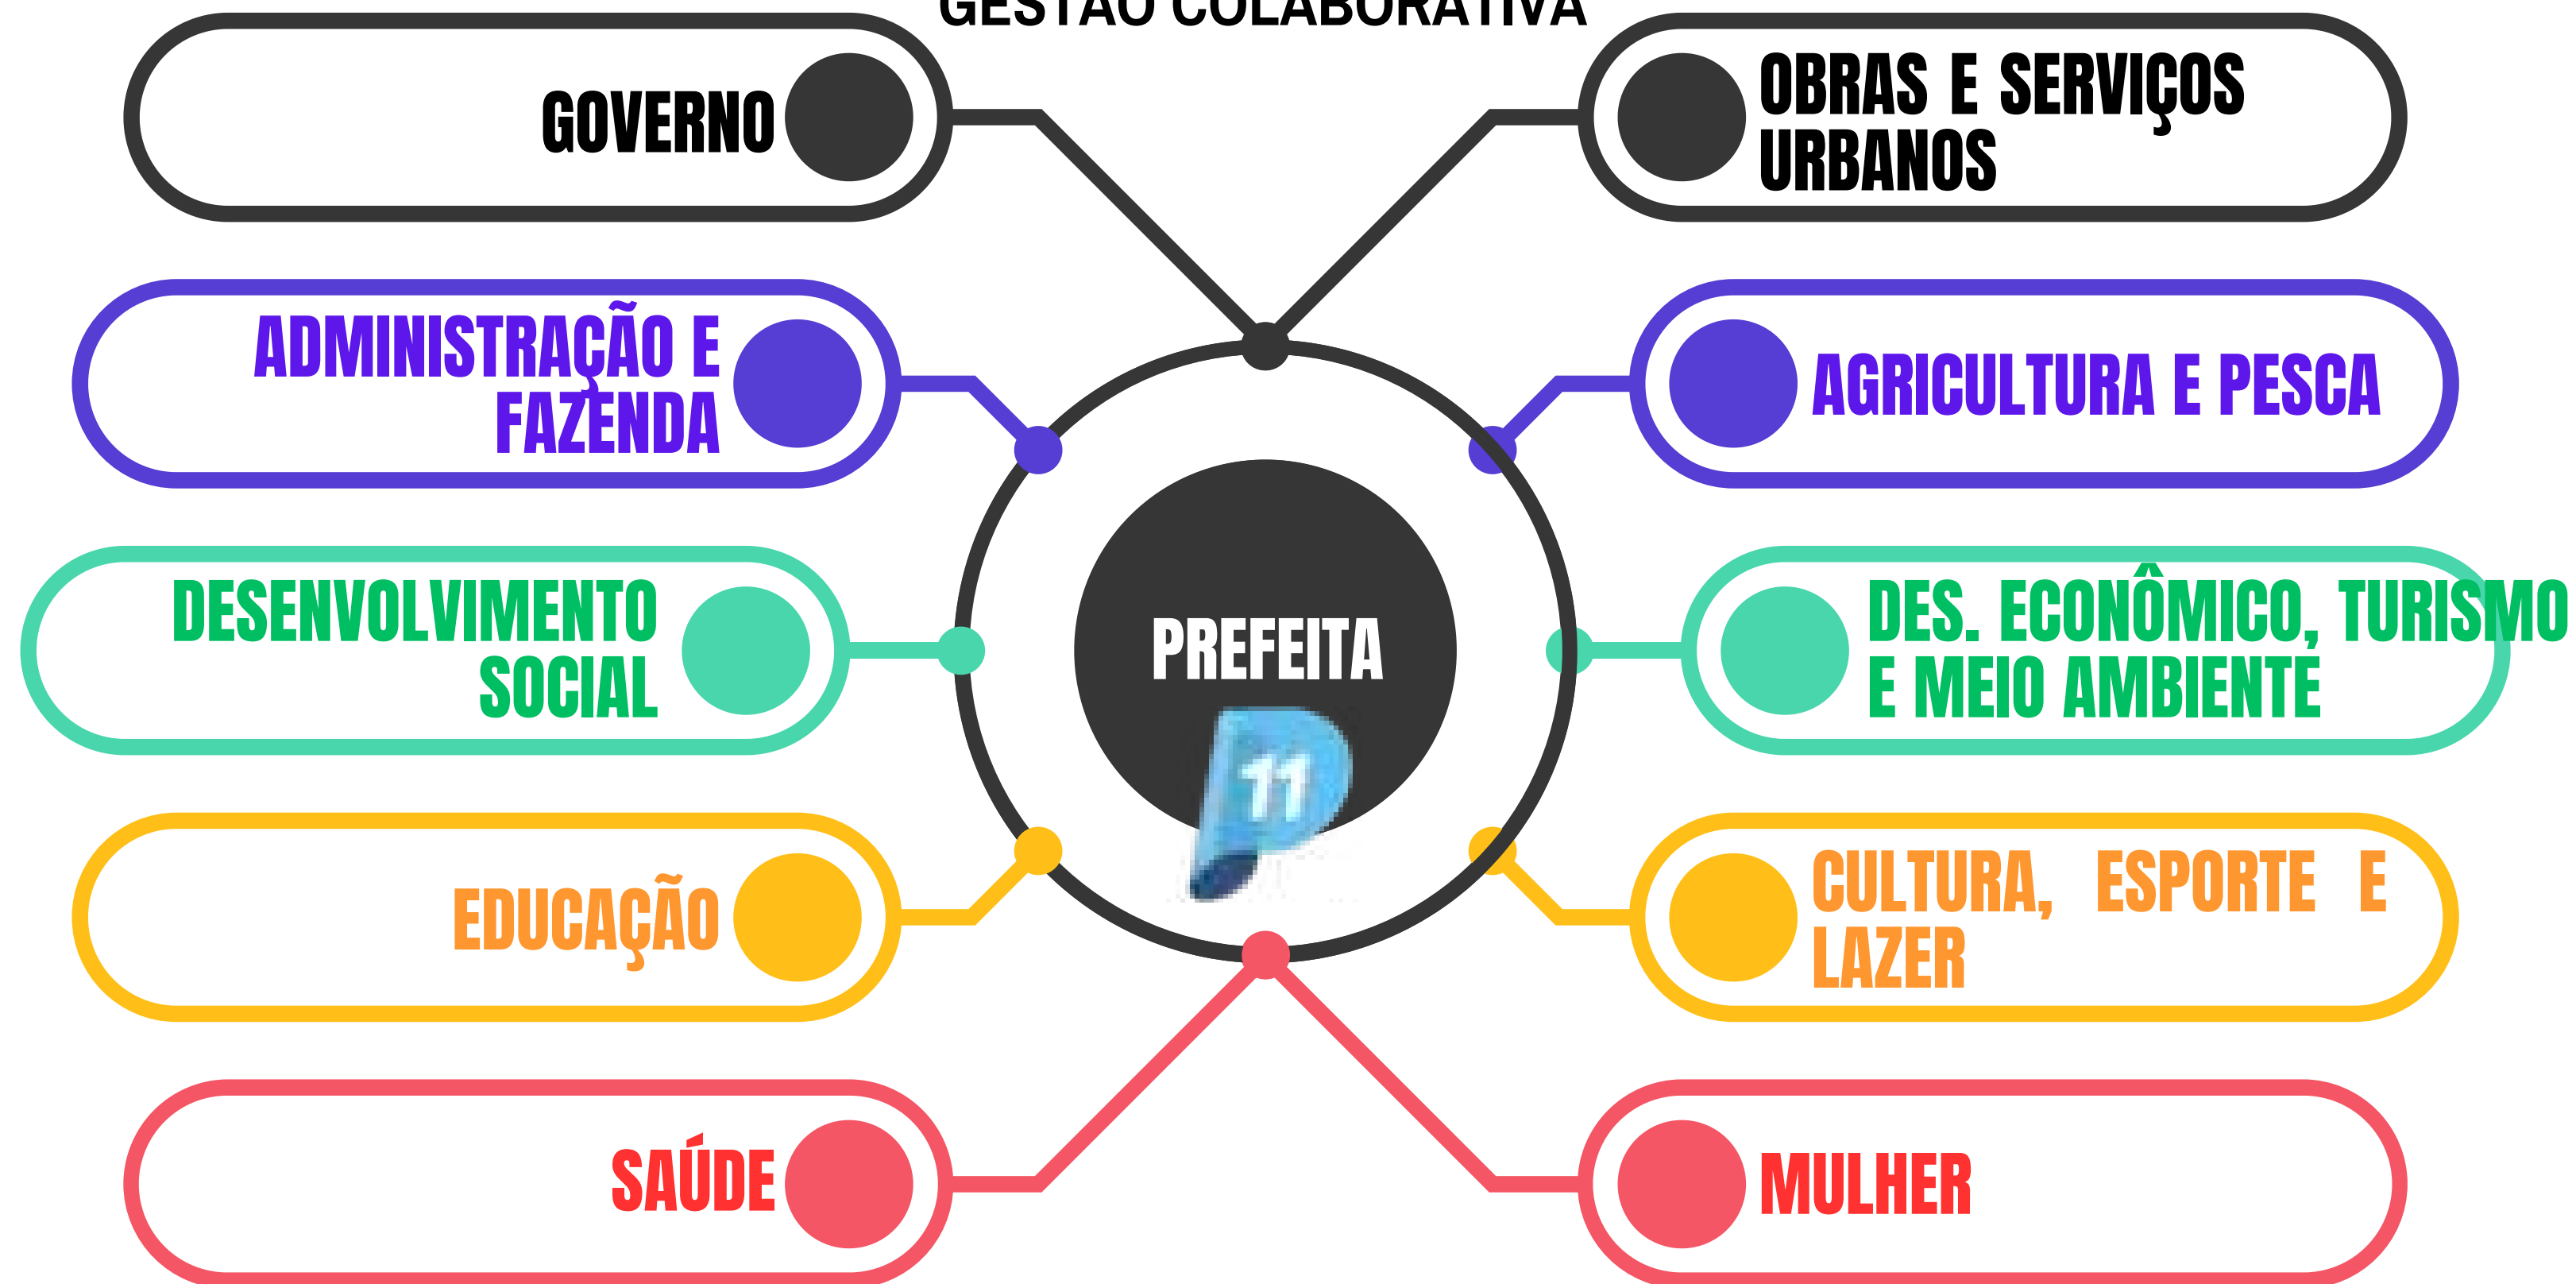 GESTÃO COLABORATIVA
GOVERNO
OBRAS E SERVIÇOS
URBANOS
ADMINISTRAÇÃO E
FAZENDA
AGRICULTURA E PESCA
DESENVOLVIMENTO
SOCIAL
PREFEITA
11
DES. ECONÔMICO, TURISMO
E MEIO AMBIENTE
EDUCAÇÃO
CULTURA, ESPORTE E
LAZER
SAÚDE
MULHER